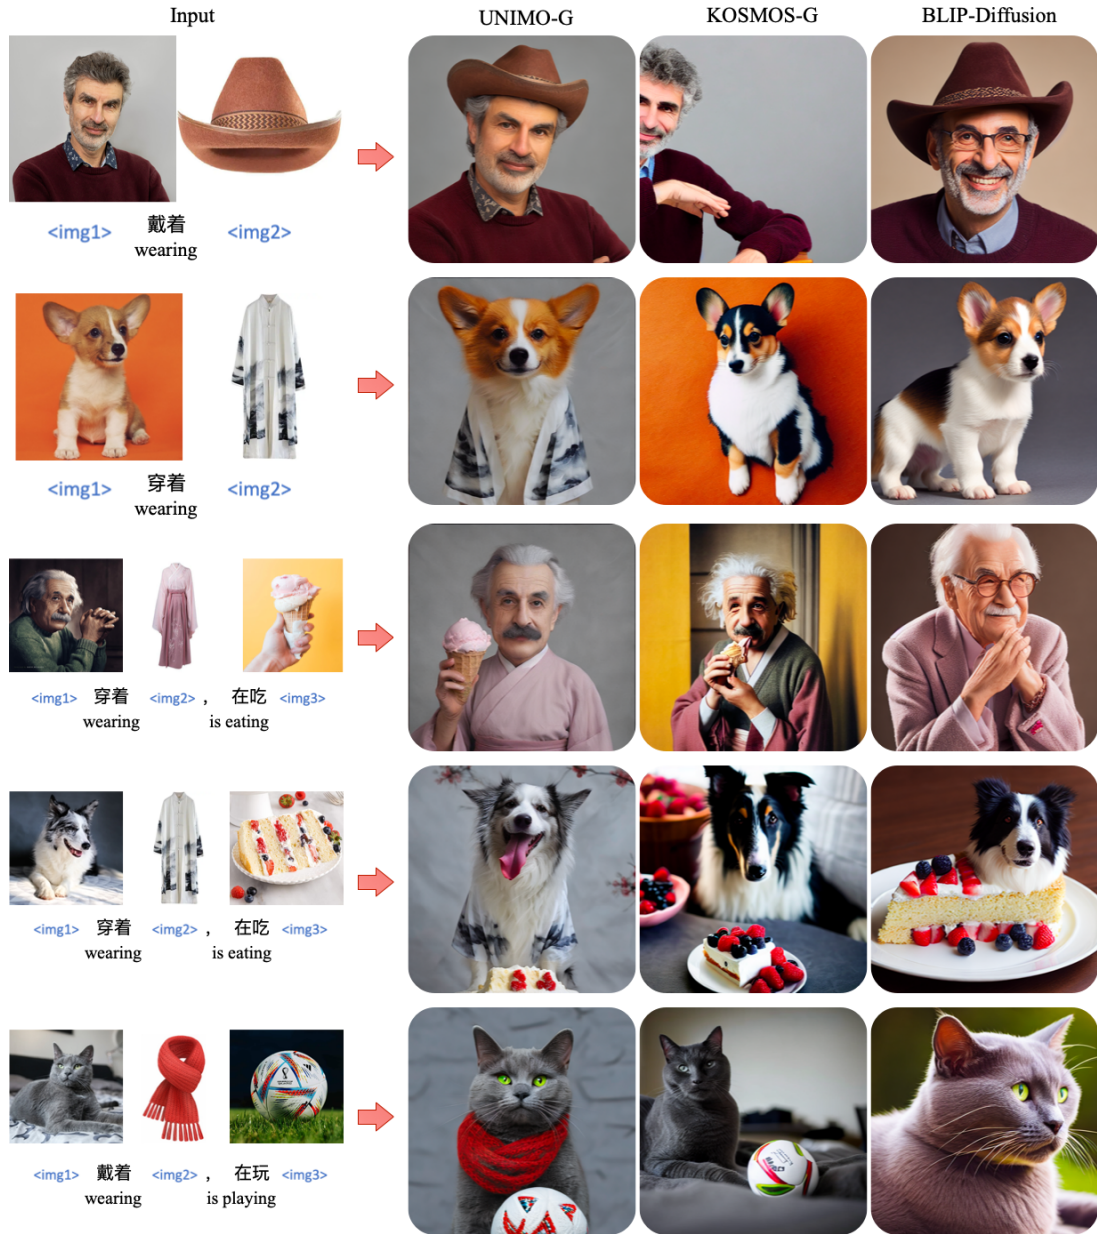 Input
UNIMO-G
KOSMOS-G
BLIP-Diffusion
<img1> 戴着 <img2>
wearing
<img1> 穿着 <img2>
wearing
<img1> 穿着 <img2> ， 在吃 <img3>
wearing is eating
<img1> 穿着 <img2> ， 在吃 <img3>
wearing is eating
<img1> 戴着 <img2> ， 在玩 <img3>
wearing is playing